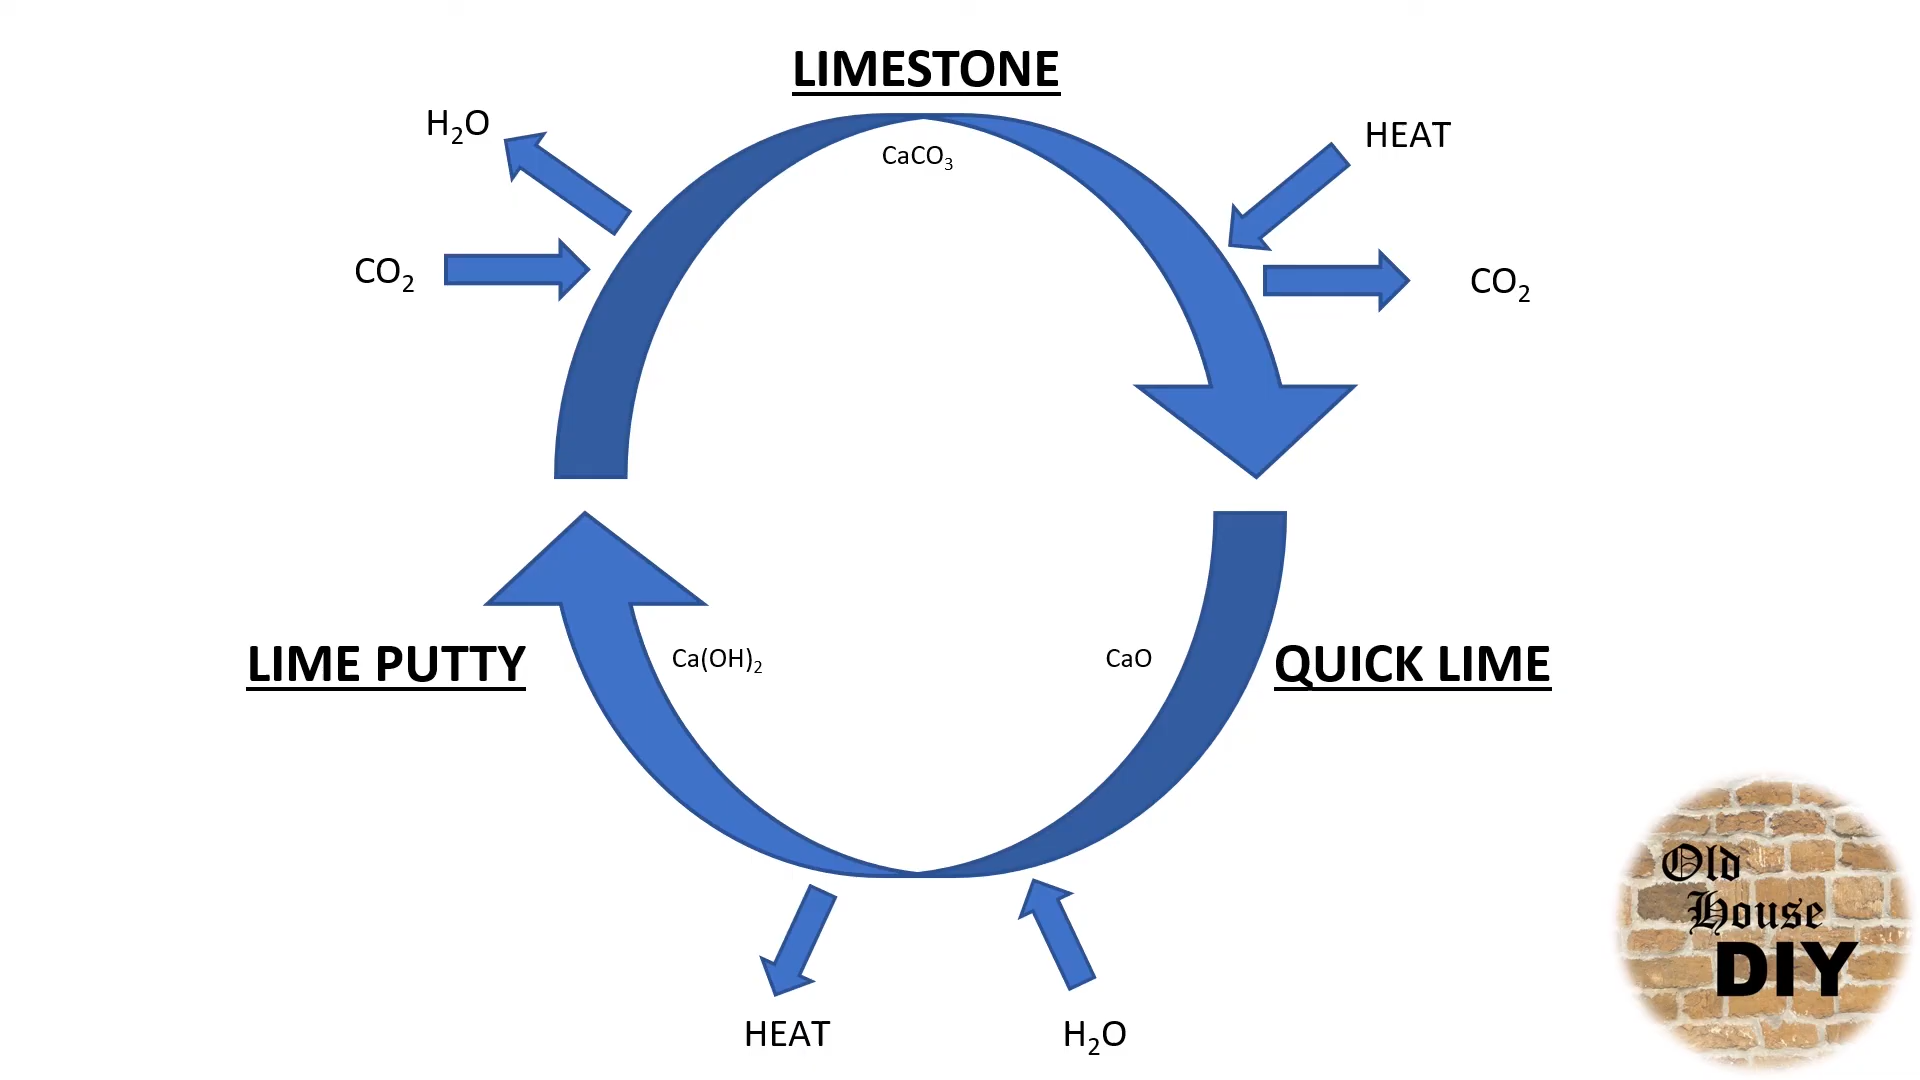 LIMESTONE
H₂O
HEAT
CaCO₃
CO₂
CO₂
LIME PUTTY
Ca(OH)₂
CaO
QUICK LIME
HEAT
H₂O
Old
House
DIY